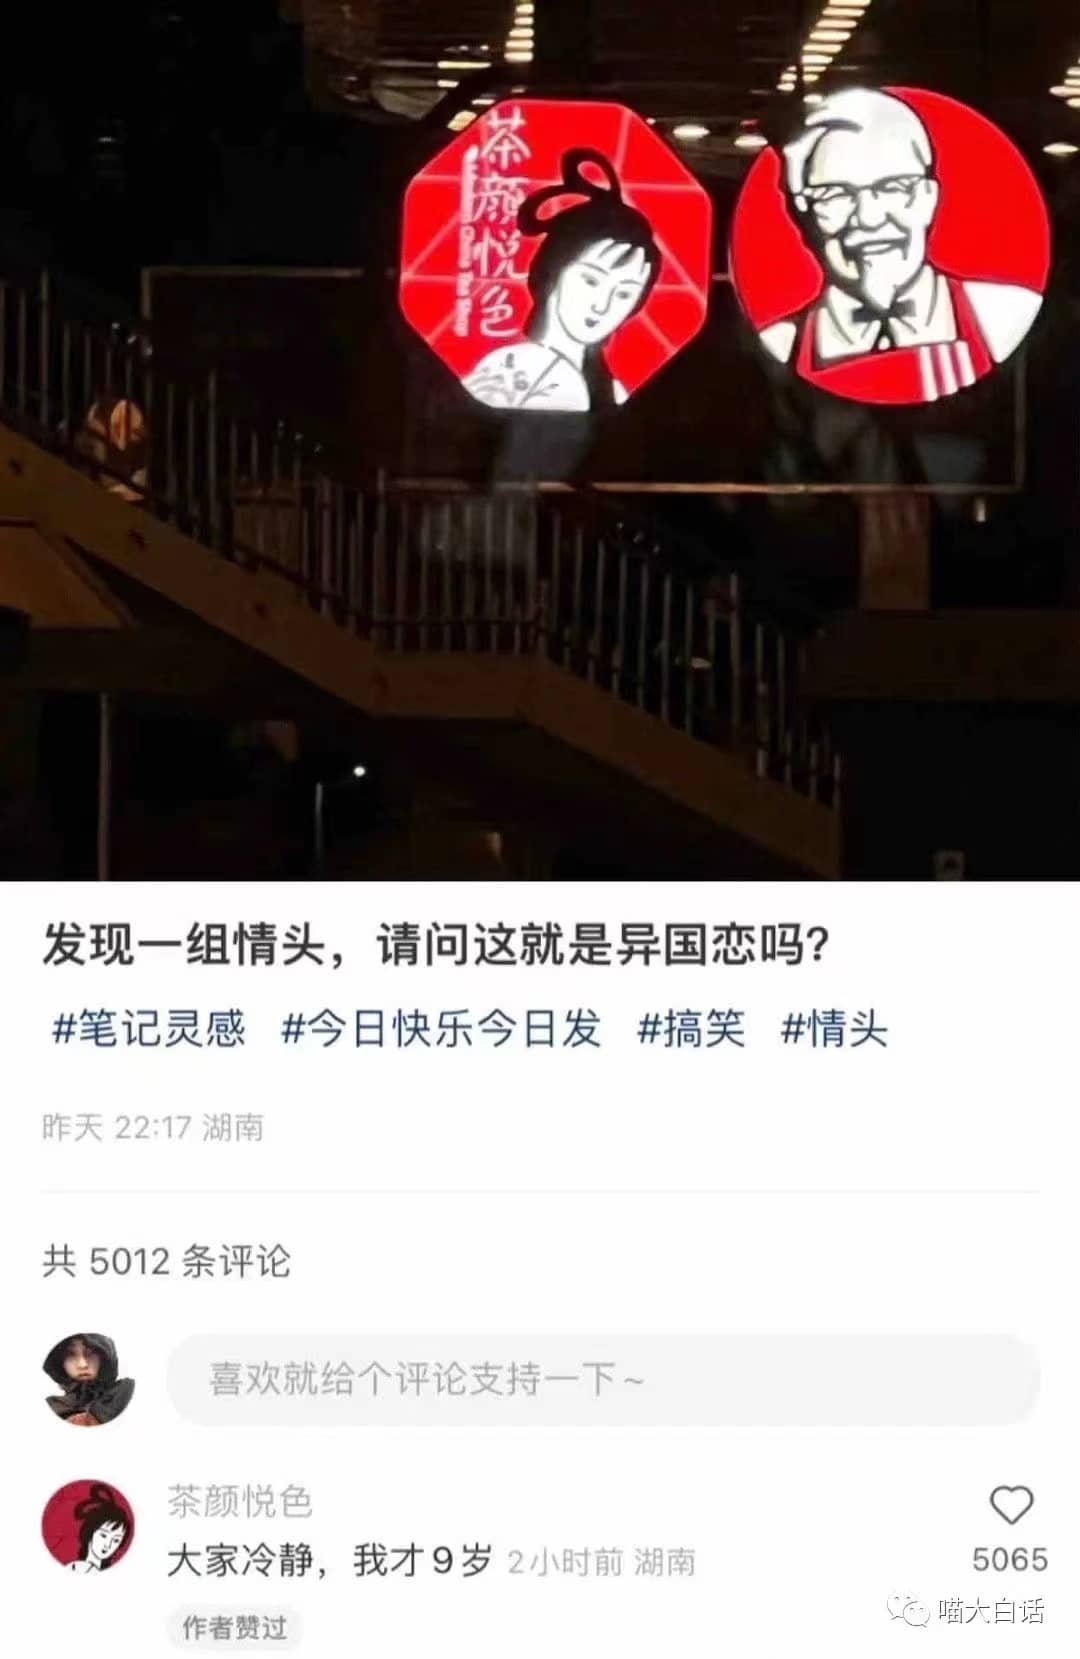 茶颜悦色
发现一组情头，请问这就是异国恋吗？
#笔记灵感 #今日快乐今日发 #搞笑 #情头
昨天 22:17 湖南
共 5012 条评论
喜欢就给个评论支持一下~
茶颜悦色
大家冷静，我才9岁 2小时前 湖南
5065
作者赞过
喵大白话